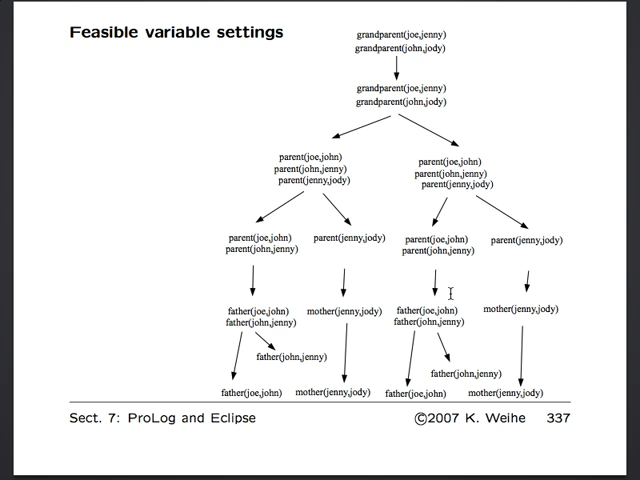 Feasible variable settings
grandparent(joe,jenny)
grandparent(john,jody)
grandparent(joe,jenny)
grandparent(john,jody)
parent(joe,john)
parent(john,jenny)
parent(jenny,jody)
parent(joe,john)
parent(john,jenny)
parent(jenny,jody)
parent(joe,john)
parent(john,jenny)
parent(jenny,jody)
parent(joe,john)
parent(john,jenny)
parent(jenny,jody)
father(joe,john)
father(john,jenny)
mother(jenny,jody)
father(joe,john)
father(john,jenny)
mother(jenny,jody)
father(john,jenny)
father(john,jenny)
father(joe,john)
mother(jenny,jody)
father(joe,john)
mother(jenny,jody)
Sect. 7: ProLog and Eclipse
©2007 K. Weihe 337